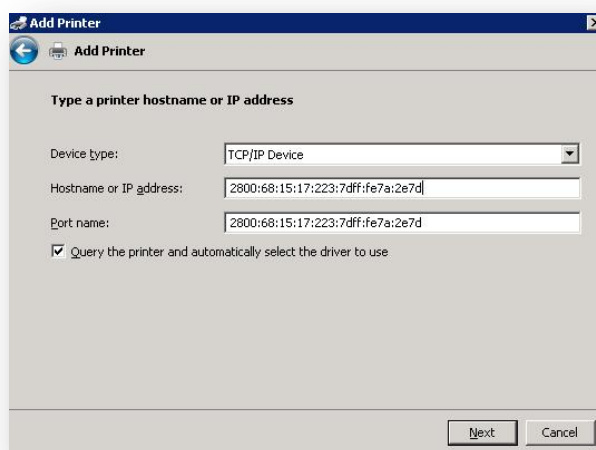 Add Printer
Add Printer
Type a printer hostname or IP address
Device type: TCP/IP Device
Hostname or IP address: 2800:68:15:17:223:7dff:fe7a:2e7d
Port name: 2800:68:15:17:223:7dff:fe7a:2e7d
Query the printer and automatically select the driver to use
Next Cancel